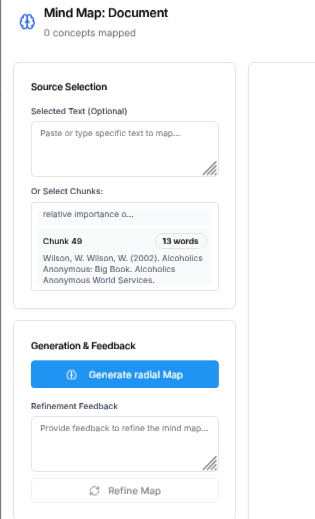 Mind Map: Document
0 concepts mapped
Source Selection
Selected Text (Optional)
Paste or type specific text to map...
Or Select Chunks:
relative importance o...
Chunk 49
13 words
Wilson, W. Wilson, W. (2002). Alcoholics
Anonymous: Big Book. Alcoholics
Anonymous World Services.
Generation & Feedback
Generate radial Map
Refinement Feedback
Provide feedback to refine the mind map...
Refine Map